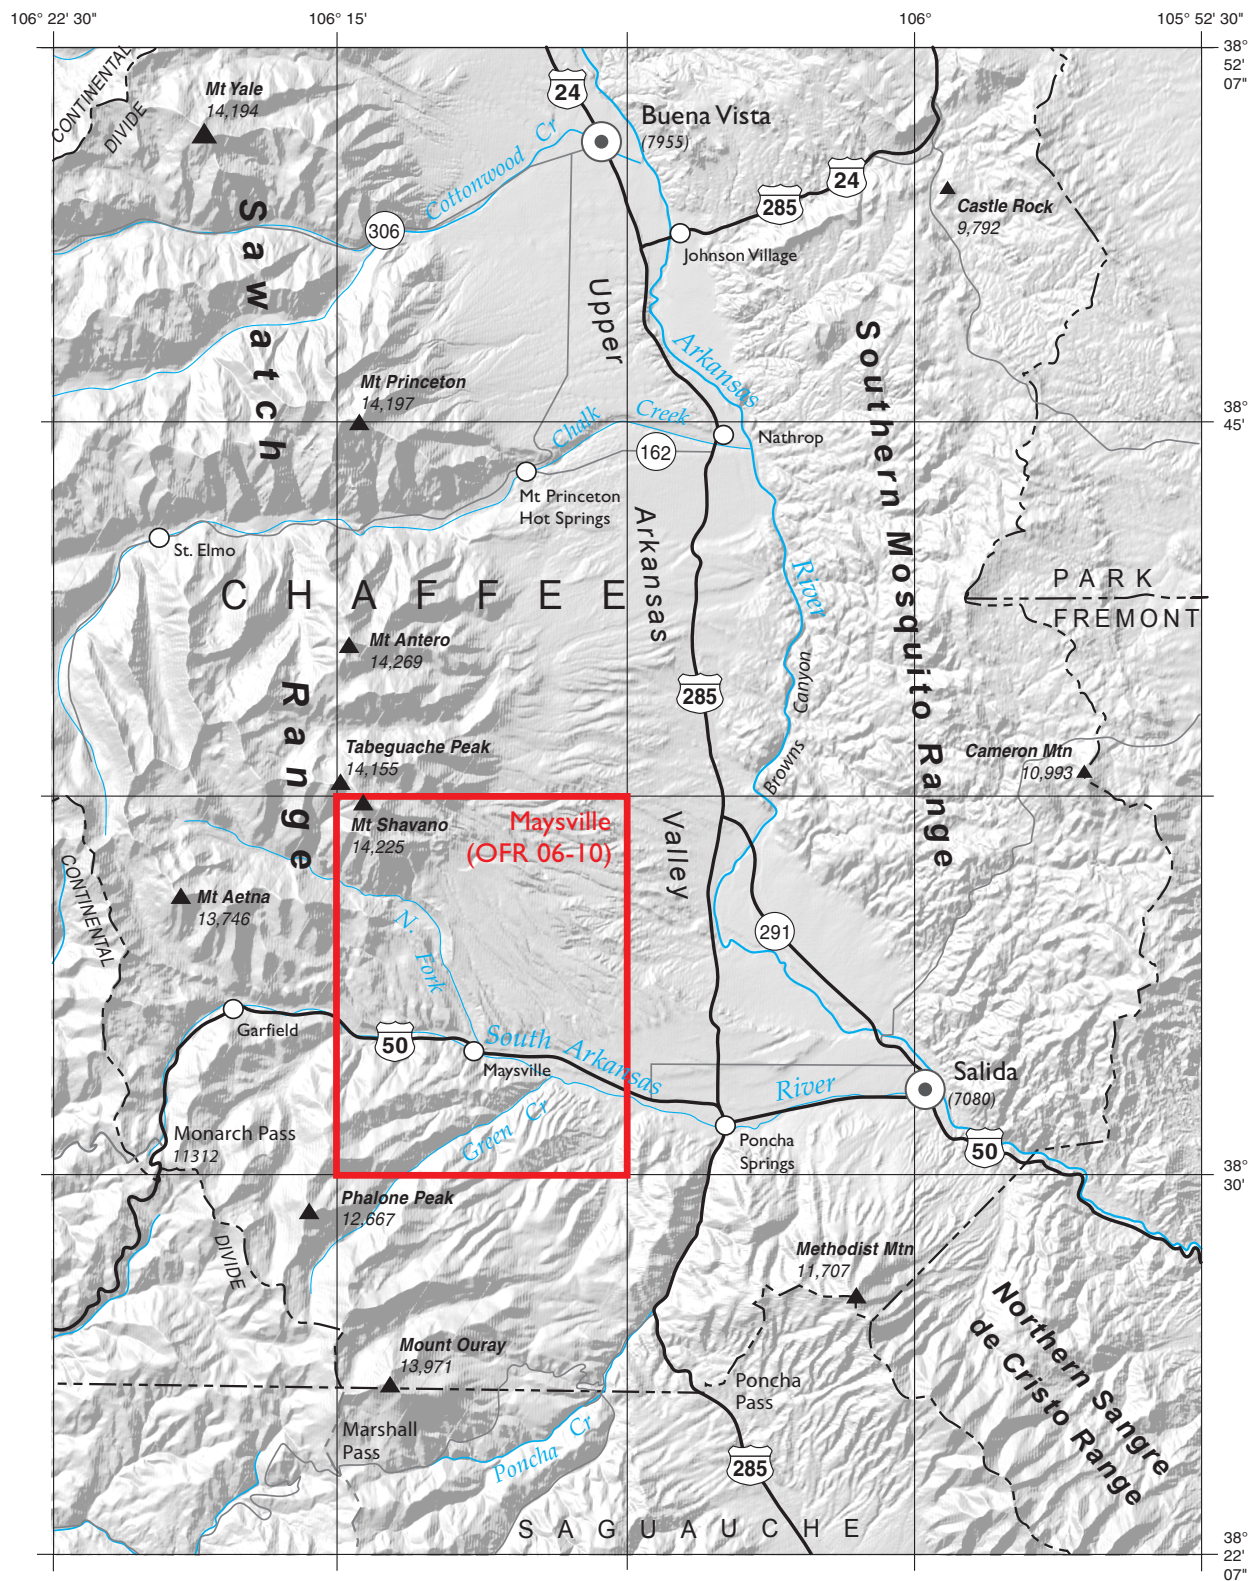 106° 22' 30"
106° 15'
106°
105° 52' 30"
38°
52'
07"
CONTINENTAL
DIVIDE
Mt Yale
14,194
24
Buena Vista
(7955)
Cottonwood Cr
24
285
Castle Rock
9,792
306
Johnson Village
Sawatch
Upper
Arkansas
Southern Mosquito Range
Mt Princeton
14,197
38°
45'
Chalk
Creek
Nathrop
162
Mt Princeton
Hot Springs
Arkansas
St. Elmo
River
CHAFFEE
PARK
FREMONT
Mt Antero
14,269
Range
285
Browns Canyon
Tabeguache Peak
14,155
Cameron Mtn
10,993
Mt Shavano
14,225
Maysville
(OFR 06-10)
Valley
CONTINENTAL
Mt Aetna
13,746
N. Fork
291
Garfield
50
South Arkansas
Maysville
River
Salida
(7080)
Green Cr
Monarch Pass
11312
Poncha
Springs
50
38°
30'
Phalone Peak
12,667
DIVIDE
Methodist Mtn
11,707
Northern Sangre
de Cristo Range
Mount Ouray
13,971
Poncha
Pass
Marshall
Pass
Poncha Cr
285
SAGUAUCHE
38°
22'
07"